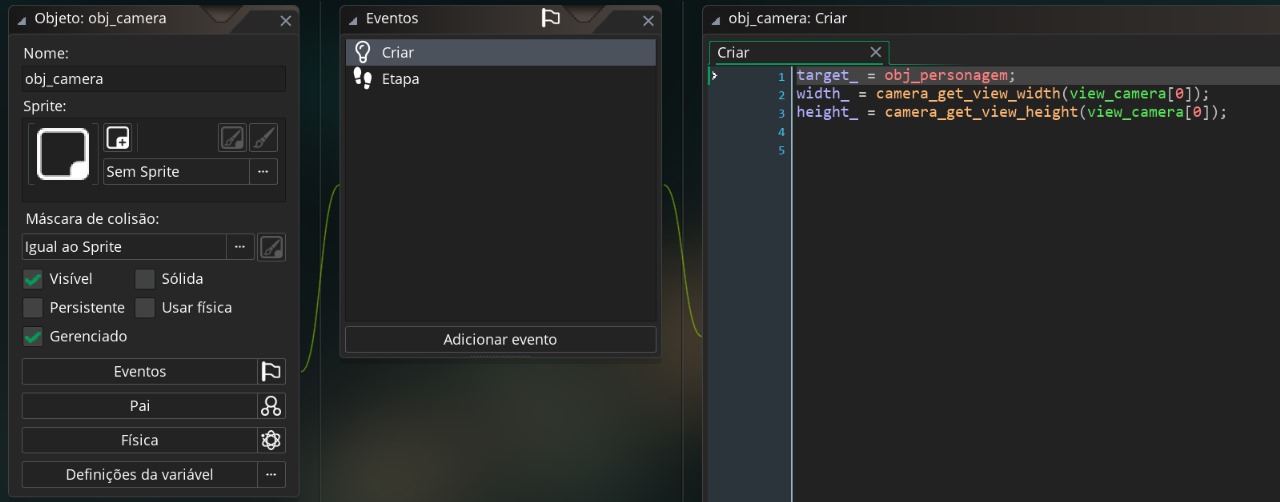 Objeto: obj_camera
Nome:
obj_camera
Sprite:
Sem Sprite
...
Máscara de colisão:
Igual ao Sprite
...
Visível
Sólida
Persistente
Usar física
Gerenciado
Eventos
Pai
Física
Definições da variável
...
Eventos
Criar
Etapa
Adicionar evento
obj_camera: Criar
Criar
1 target_ = obj_personagem;
2 width_ = camera_get_view_width(view_camera[0]);
3 height_ = camera_get_view_height(view_camera[0]);
4
5